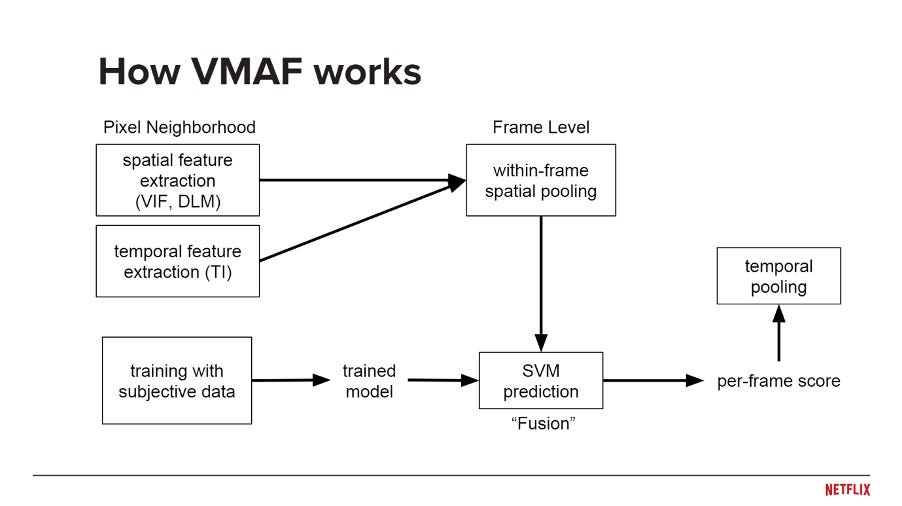 How VMAF works
Pixel Neighborhood
spatial feature
extraction
(VIF, DLM)
temporal feature
extraction (TI)
Frame Level
within-frame
spatial pooling
training with
subjective data
trained
model
SVM
prediction
“Fusion”
per-frame score
temporal
pooling
NETFLIX